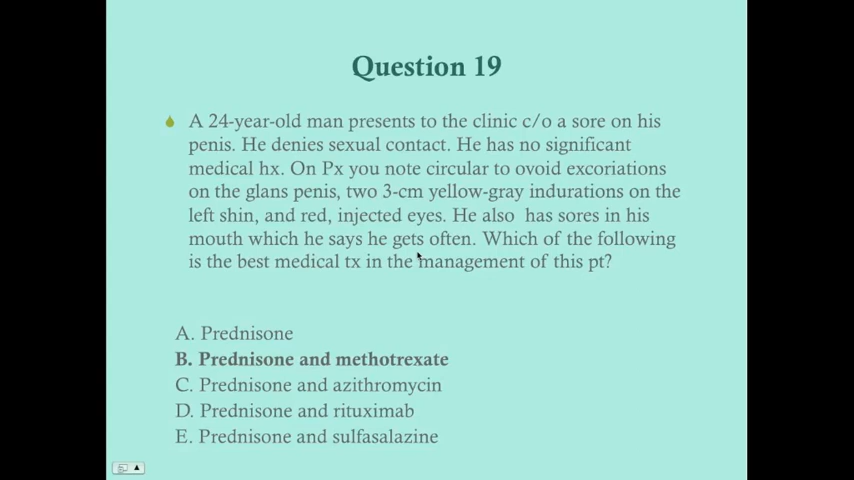 Question 19
A 24-year-old man presents to the clinic c/o a sore on his
penis. He denies sexual contact. He has no significant
medical hx. On Px you note circular to ovoid excoriations
on the glans penis, two 3-cm yellow-gray indurations on the
left shin, and red, injected eyes. He also has sores in his
mouth which he says he gets often. Which of the following
is the best medical tx in the management of this pt?
A. Prednisone
B. Prednisone and methotrexate
C. Prednisone and azithromycin
D. Prednisone and rituximab
E. Prednisone and sulfasalazine